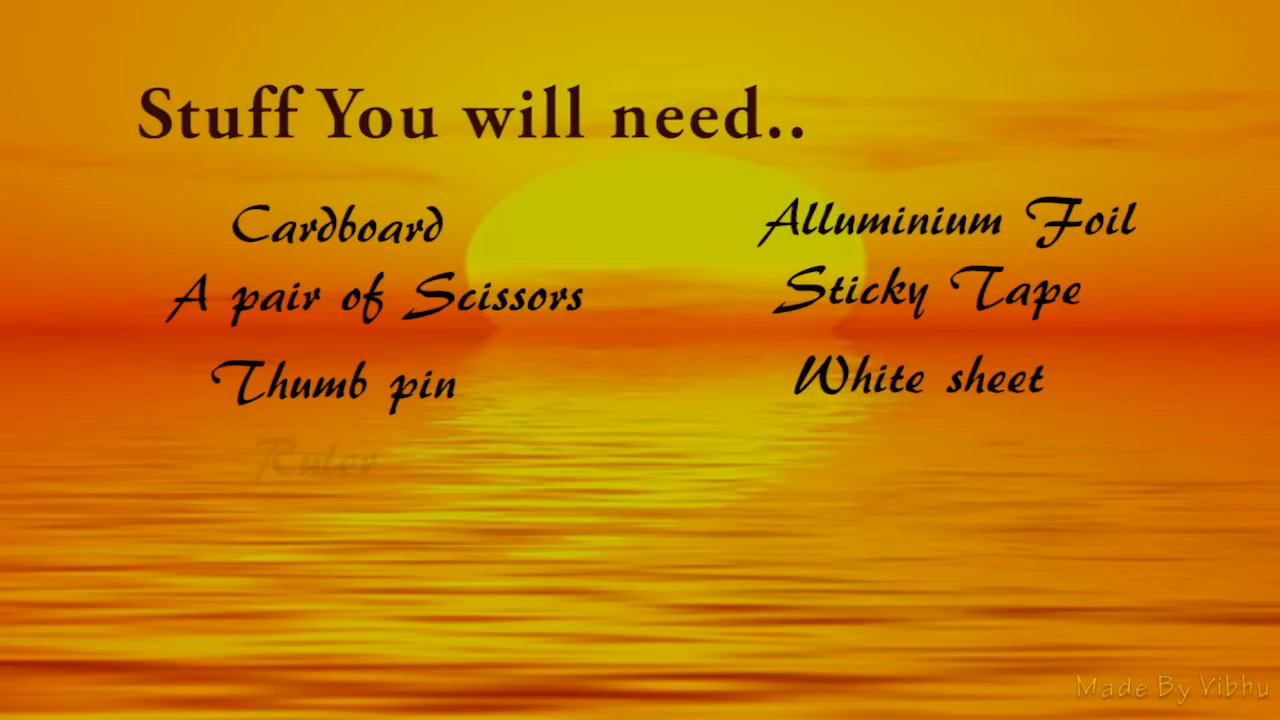 Stuff You will need..
Cardboard
Alluminium Foil
A pair of Scissors
Sticky Tape
Thumb pin
White sheet
Ruler
Made By Vibhu